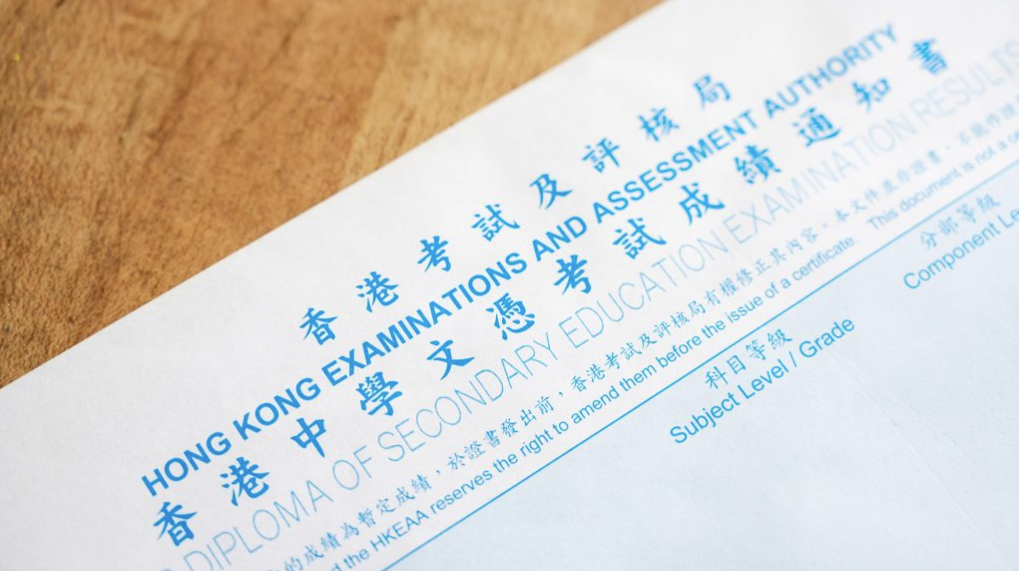 香港考試及評核局
HONG KONG EXAMINATIONS AND ASSESSMENT AUTHORITY
香港中學文憑考試成績通知書
DIPLOMA OF SECONDARY EDUCATION EXAMINATION RESULTS
的成績為暫定成績，於證書發出前，香港考試及評核局有權修正其內容。本文件並非證書，不能作證
the HKEAA reserves the right to amend them before the issue of a certificate. This document is not a
科目等級
Subject Level / Grade
分部等級
Component